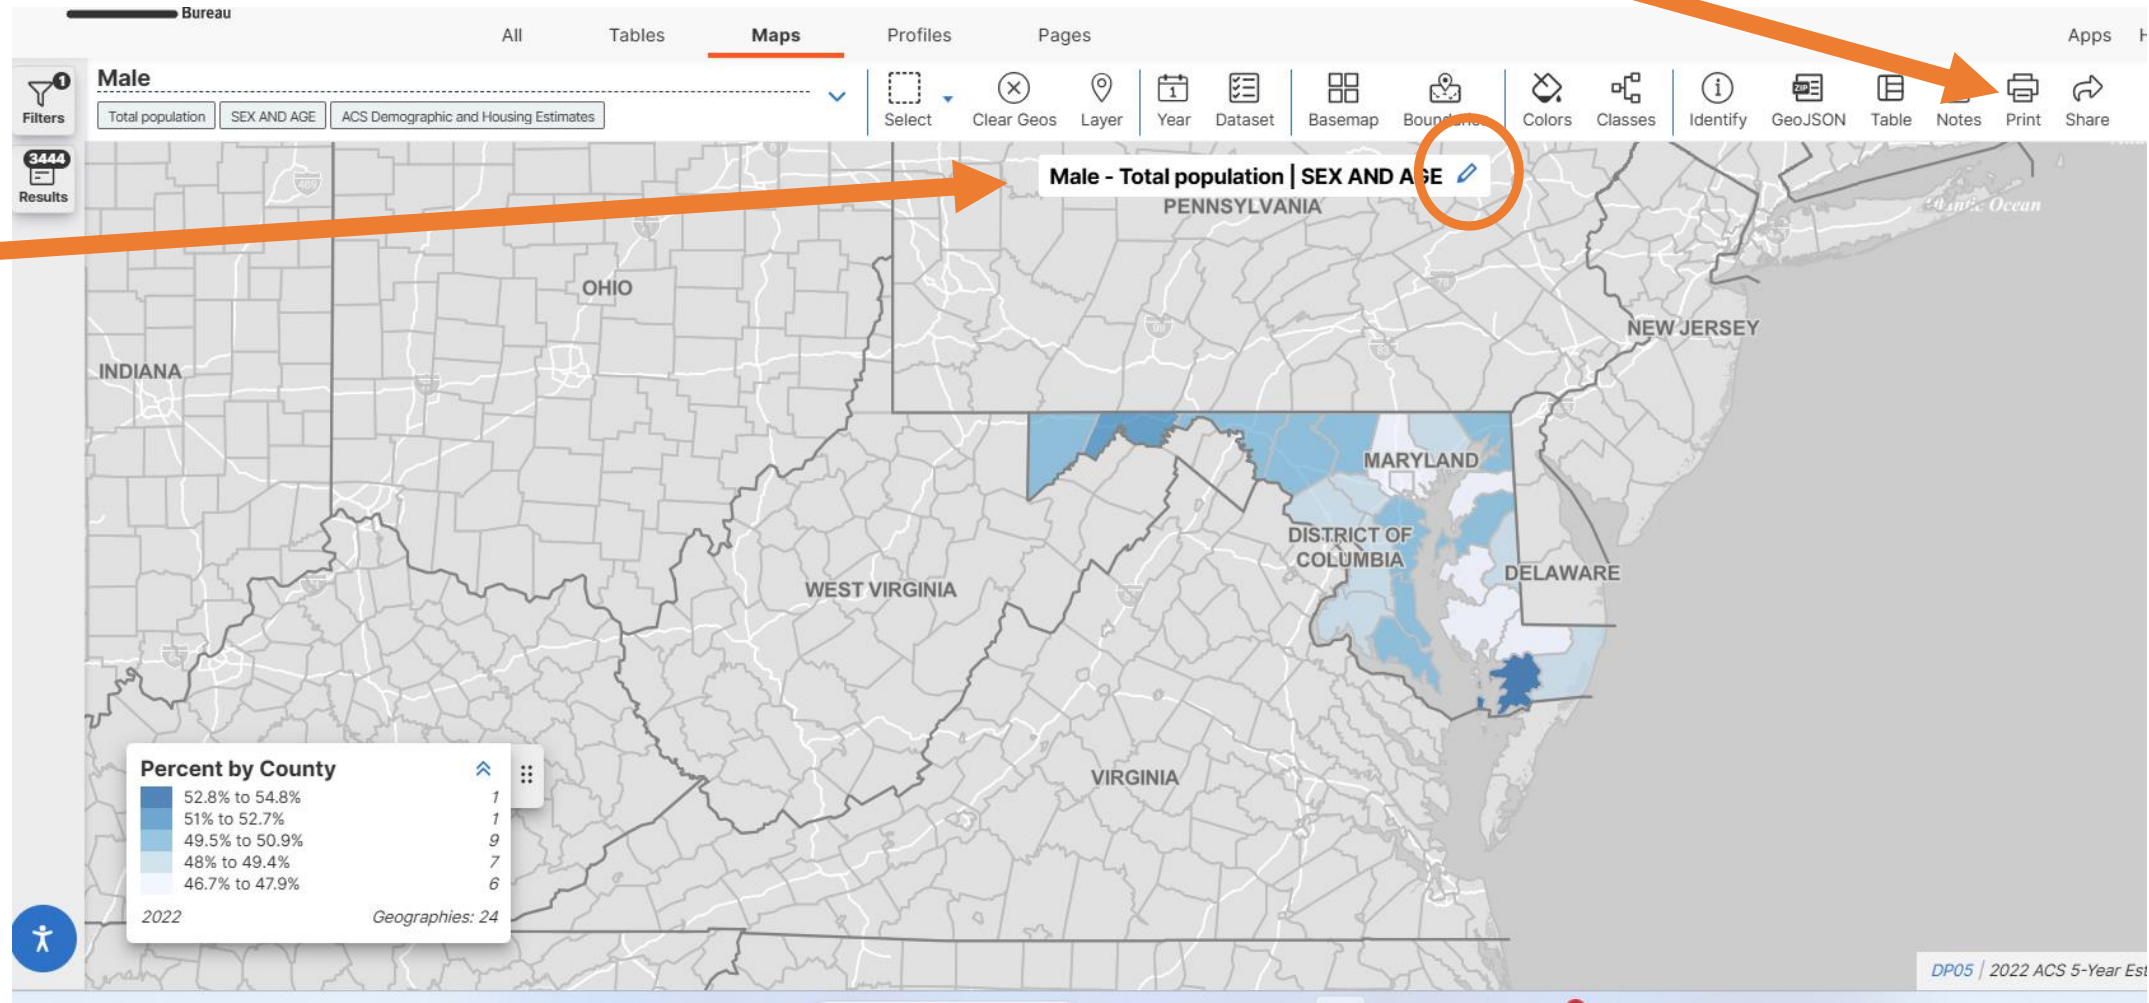 Bureau
All Tables Maps Profiles Pages Apps H
1
Filters
Male
Total population SEX AND AGE ACS Demographic and Housing Estimates
Select Clear Geos Layer Year Dataset Basemap Boundaries Colors Classes Identify GeoJSON Table Notes Print Share
3444
Results
Male - Total population | SEX AND AGE
PENNSYLVANIA
Atlantic Ocean
OHIO
NEW JERSEY
INDIANA
MARYLAND
DISTRICT OF
COLUMBIA
DELAWARE
WEST VIRGINIA
VIRGINIA
Percent by County
52.8% to 54.8% 1
51% to 52.7% 1
49.5% to 50.9% 9
48% to 49.4% 7
46.7% to 47.9% 6
2022 Geographies: 24
DP05 | 2022 ACS 5-Year Est